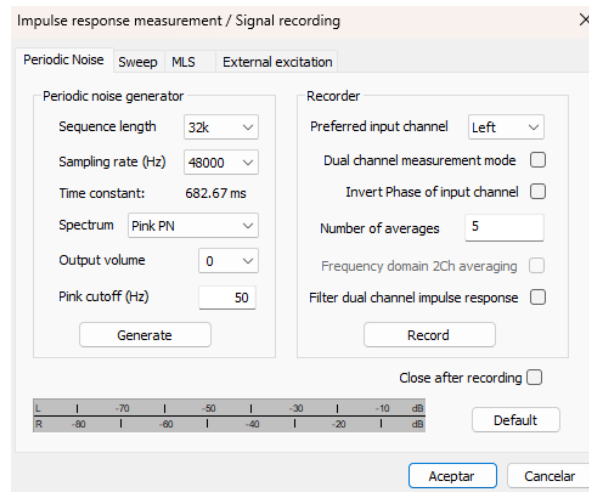 Impulse response measurement / Signal recording
Periodic Noise Sweep MLS External excitation
Periodic noise generator
Sequence length 32k
Sampling rate (Hz) 48000
Time constant: 682.67 ms
Spectrum Pink PN
Output volume 0
Pink cutoff (Hz) 50
Generate
Recorder
Preferred input channel Left
Dual channel measurement mode
Invert Phase of input channel
Number of averages 5
Frequency domain 2Ch averaging
Filter dual channel impulse response
Record
Close after recording
L -70 -50 -30 -10 dB
R -80 -60 -40 -20 dB
Default
Aceptar Cancelar